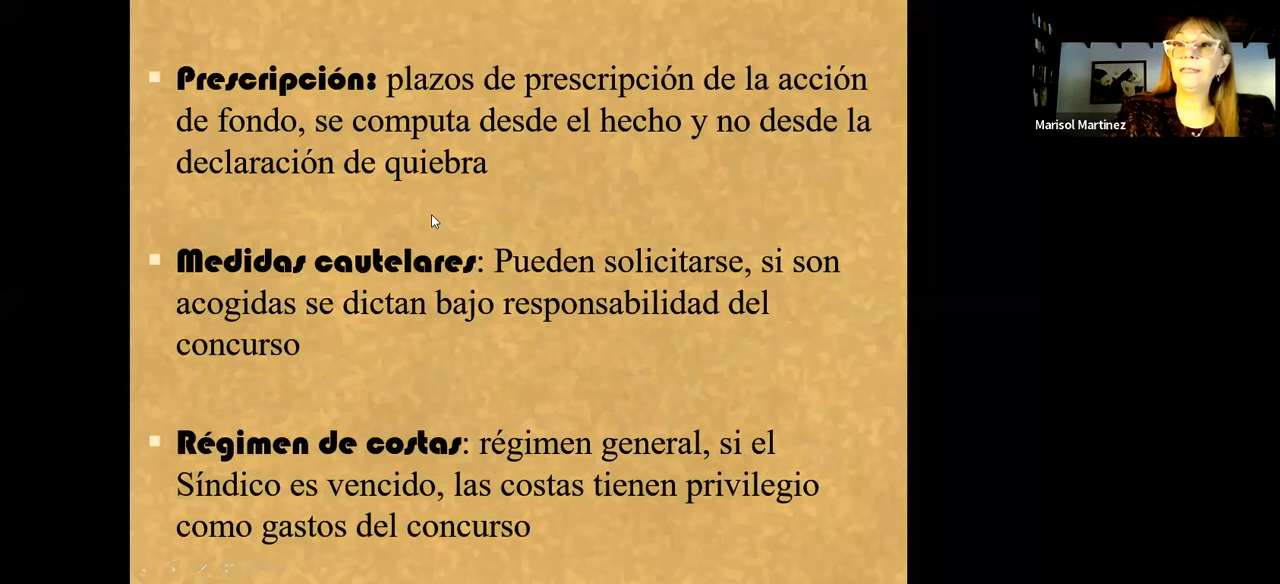 Prescripción: plazos de prescripción de la acción
de fondo, se computa desde el hecho y no desde la
declaración de quiebra
Medidas cautelares: Pueden solicitarse, si son
acogidas se dictan bajo responsabilidad del
concurso
Régimen de costas: régimen general, si el
Síndico es vencido, las costas tienen privilegio
como gastos del concurso
Marisol Martinez